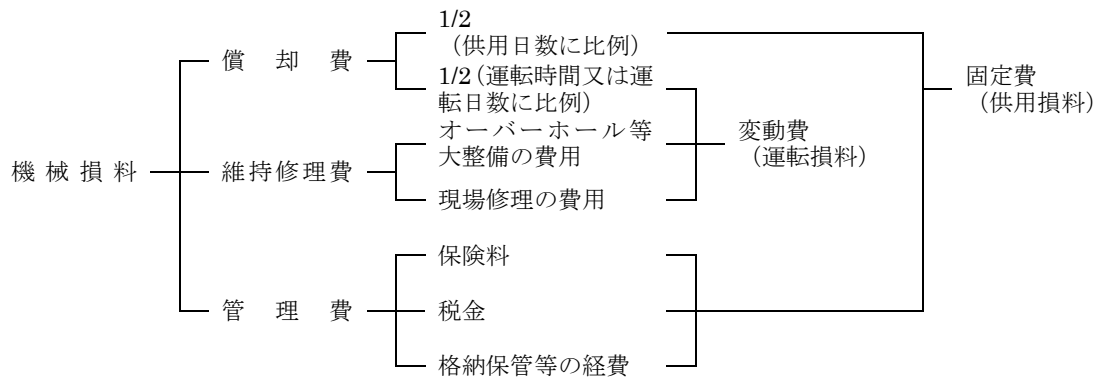 1/2
（供用日数に比例）
償却費
1/2（運転時間又は運
転日数に比例）
固定費
（供用損料）
オーバーホール等
大整備の費用
変動費
（運転損料）
機械損料
維持修理費
現場修理の費用
保険料
管理費
税金
格納保管等の経費